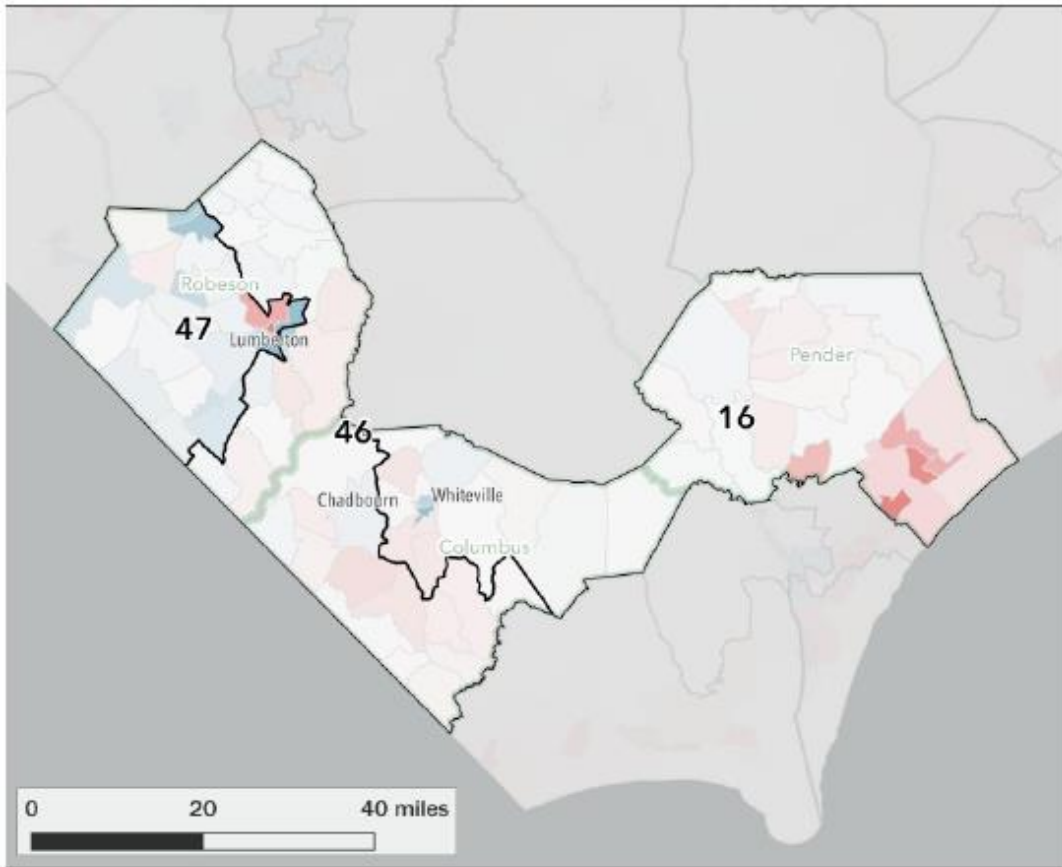 Robeson
47
Lumberton
Pender
16
46
Chadbourn
Whiteville
Columbus
0 20 40 miles